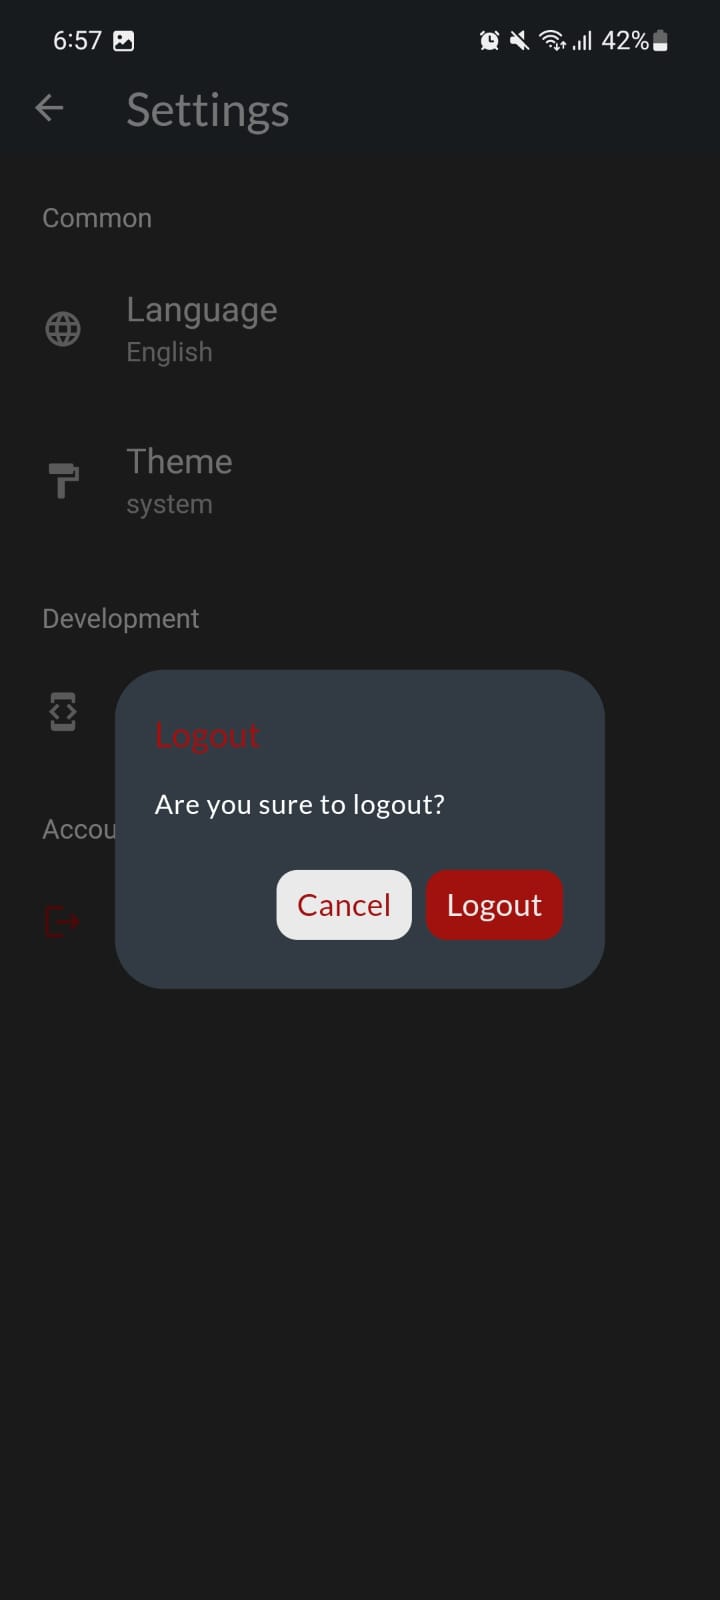 6:57 42%
Settings
Common
Language
English
Theme
system
Development
Logout
Are you sure to logout?
Accou
Cancel Logout